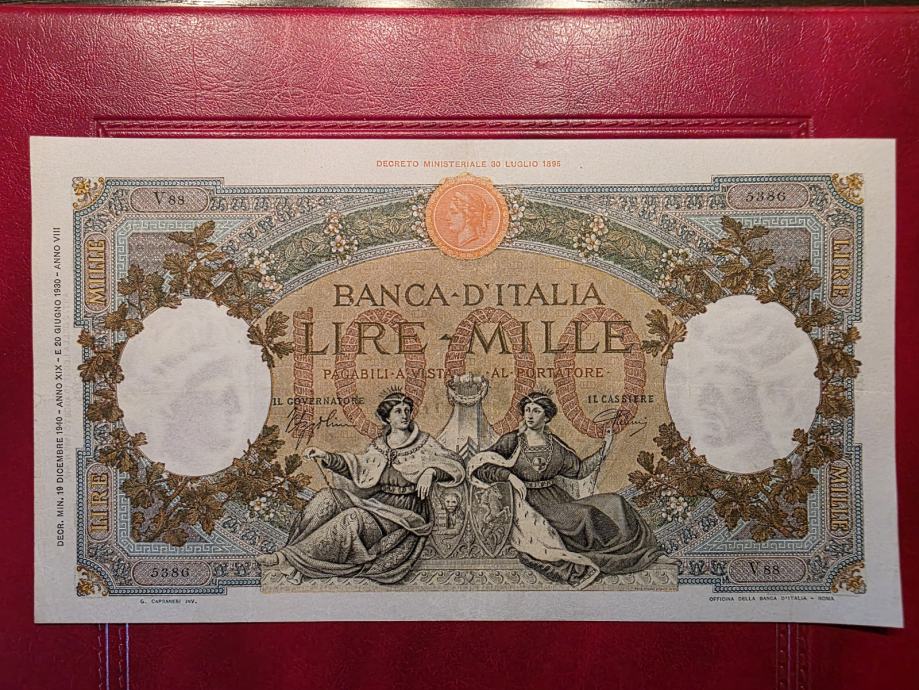 DECRETO MINISTERIALE 30 LUGLIO 1896
V 88
5386
MILLE
LIRE
DECR. MIN. 19 DICEMBRE 1940 - ANNO XIX - E 20 GIUGNO 1930 - ANNO VIII
BANCA·D'ITALIA
1000
LIRE·MILLE
PAGABILI·A·VISTA·AL·PORTATORE·
IL GOVERNATORE
IL CASSIERE
LIRE
MILLE
5386
V 88
G. CAPRANESI INV.
OFFICINA DELLA BANCA D'ITALIA - ROMA